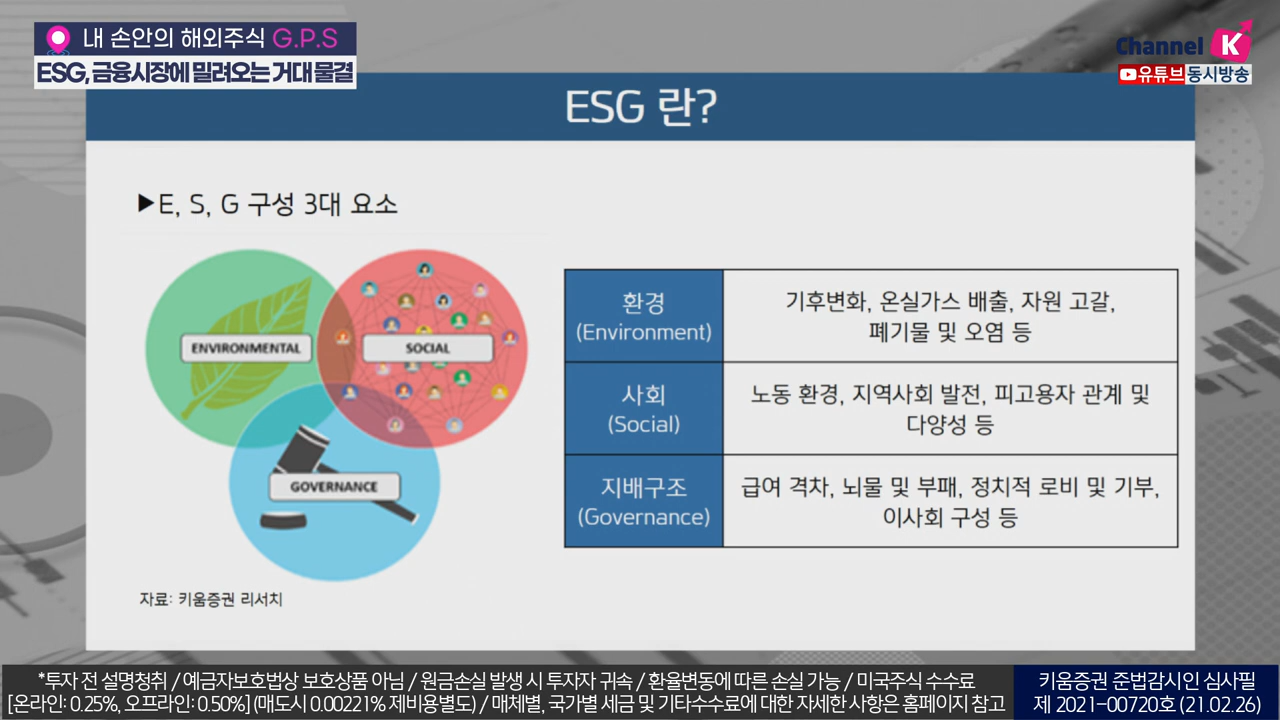 내 손안의 해외주식 G.P.S
ESG, 금융시장에 밀려오는 거대 물결
Channel K
유튜브동시방송
ESG 란?
▶E, S, G 구성 3대 요소
ENVIRONMENTAL
SOCIAL
GOVERNANCE
환경
(Environment)
기후변화, 온실가스 배출, 자원 고갈,
폐기물 및 오염 등
사회
(Social)
노동 환경, 지역사회 발전, 피고용자 관계 및
다양성 등
지배구조
(Governance)
급여 격차, 뇌물 및 부패, 정치적 로비 및 기부,
이사회 구성 등
자료: 키움증권 리서치
*투자 전 설명청취 / 예금자보호법상 보호상품 아님 / 원금손실 발생 시 투자자 귀속 / 환율변동에 따른 손실 가능 / 미국주식 수수료
[온라인: 0.25%, 오프라인: 0.50%] (매도시 0.00221% 제비용별도) / 매체별, 국가별 세금 및 기타수수료에 대한 자세한 사항은 홈페이지 참고
키움증권 준법감시인 심사필
제 2021-00720호 (21.02.26)